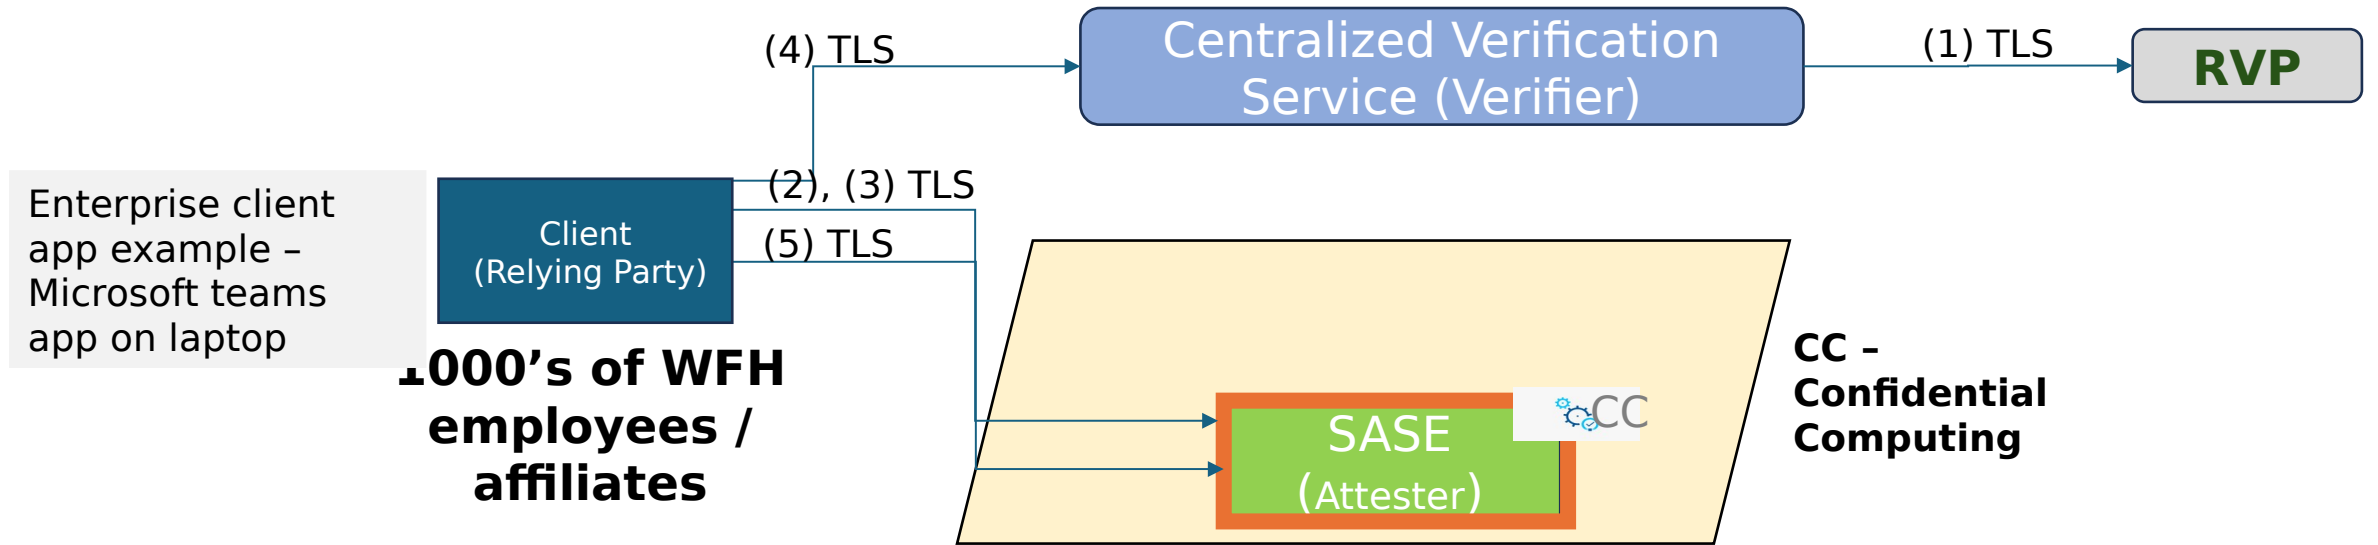 (4) TLS
Centralized Verification
Service (Verifier)
(1) TLS
RVP
Enterprise client
app example –
Microsoft teams
app on laptop
Client
(Relying Party)
(2), (3) TLS
(5) TLS
1000’s of WFH
employees /
affiliates
SASE
(Attester)
CC
CC –
Confidential
Computing